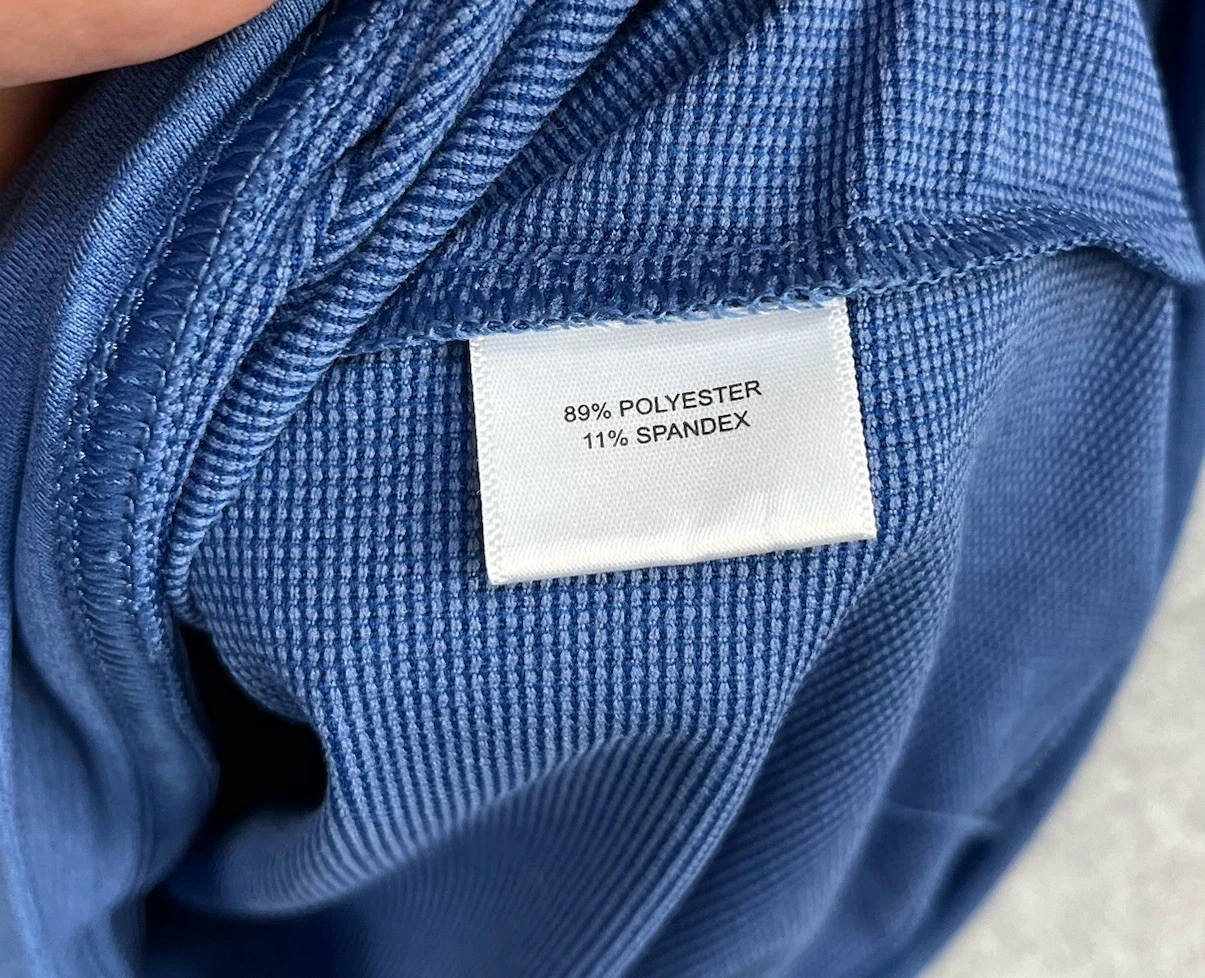 89% POLYESTER
11% SPANDEX